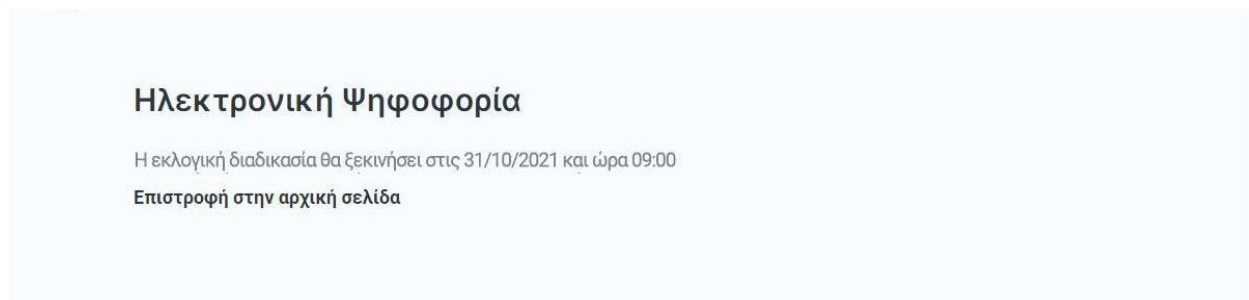 Ηλεκτρονική Ψηφοφορία
Η εκλογική διαδικασία θα ξεκινήσει στις 31/10/2021 και ώρα 09:00
Επιστροφή στην αρχική σελίδα